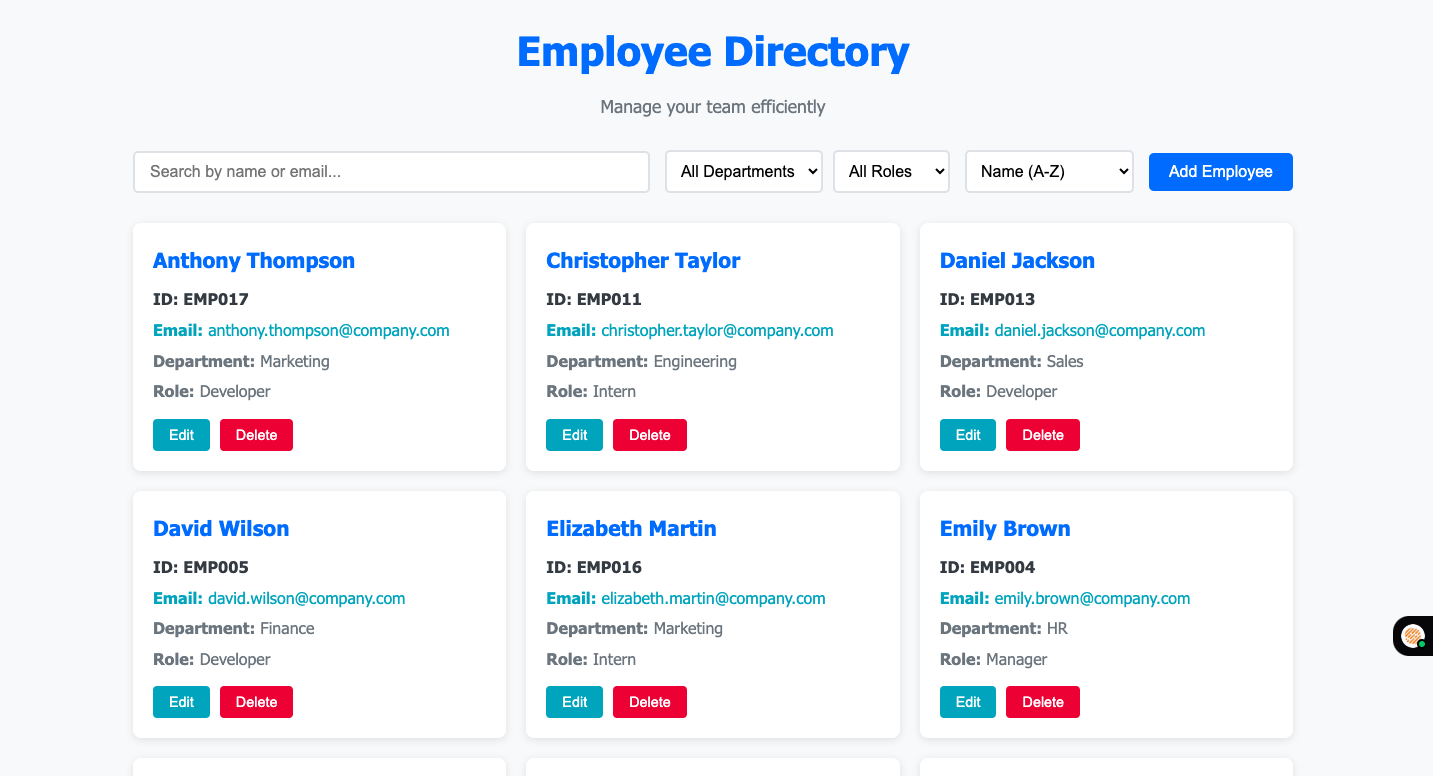 Employee Directory
Manage your team efficiently
Search by name or email...
All Departments
All Roles
Name (A-Z)
Add Employee
Anthony Thompson
ID: EMP017
Email: anthony.thompson@company.com
Department: Marketing
Role: Developer
Edit
Delete
Christopher Taylor
ID: EMP011
Email: christopher.taylor@company.com
Department: Engineering
Role: Intern
Edit
Delete
Daniel Jackson
ID: EMP013
Email: daniel.jackson@company.com
Department: Sales
Role: Developer
Edit
Delete
David Wilson
ID: EMP005
Email: david.wilson@company.com
Department: Finance
Role: Developer
Edit
Delete
Elizabeth Martin
ID: EMP016
Email: elizabeth.martin@company.com
Department: Marketing
Role: Intern
Edit
Delete
Emily Brown
ID: EMP004
Email: emily.brown@company.com
Department: HR
Role: Manager
Edit
Delete